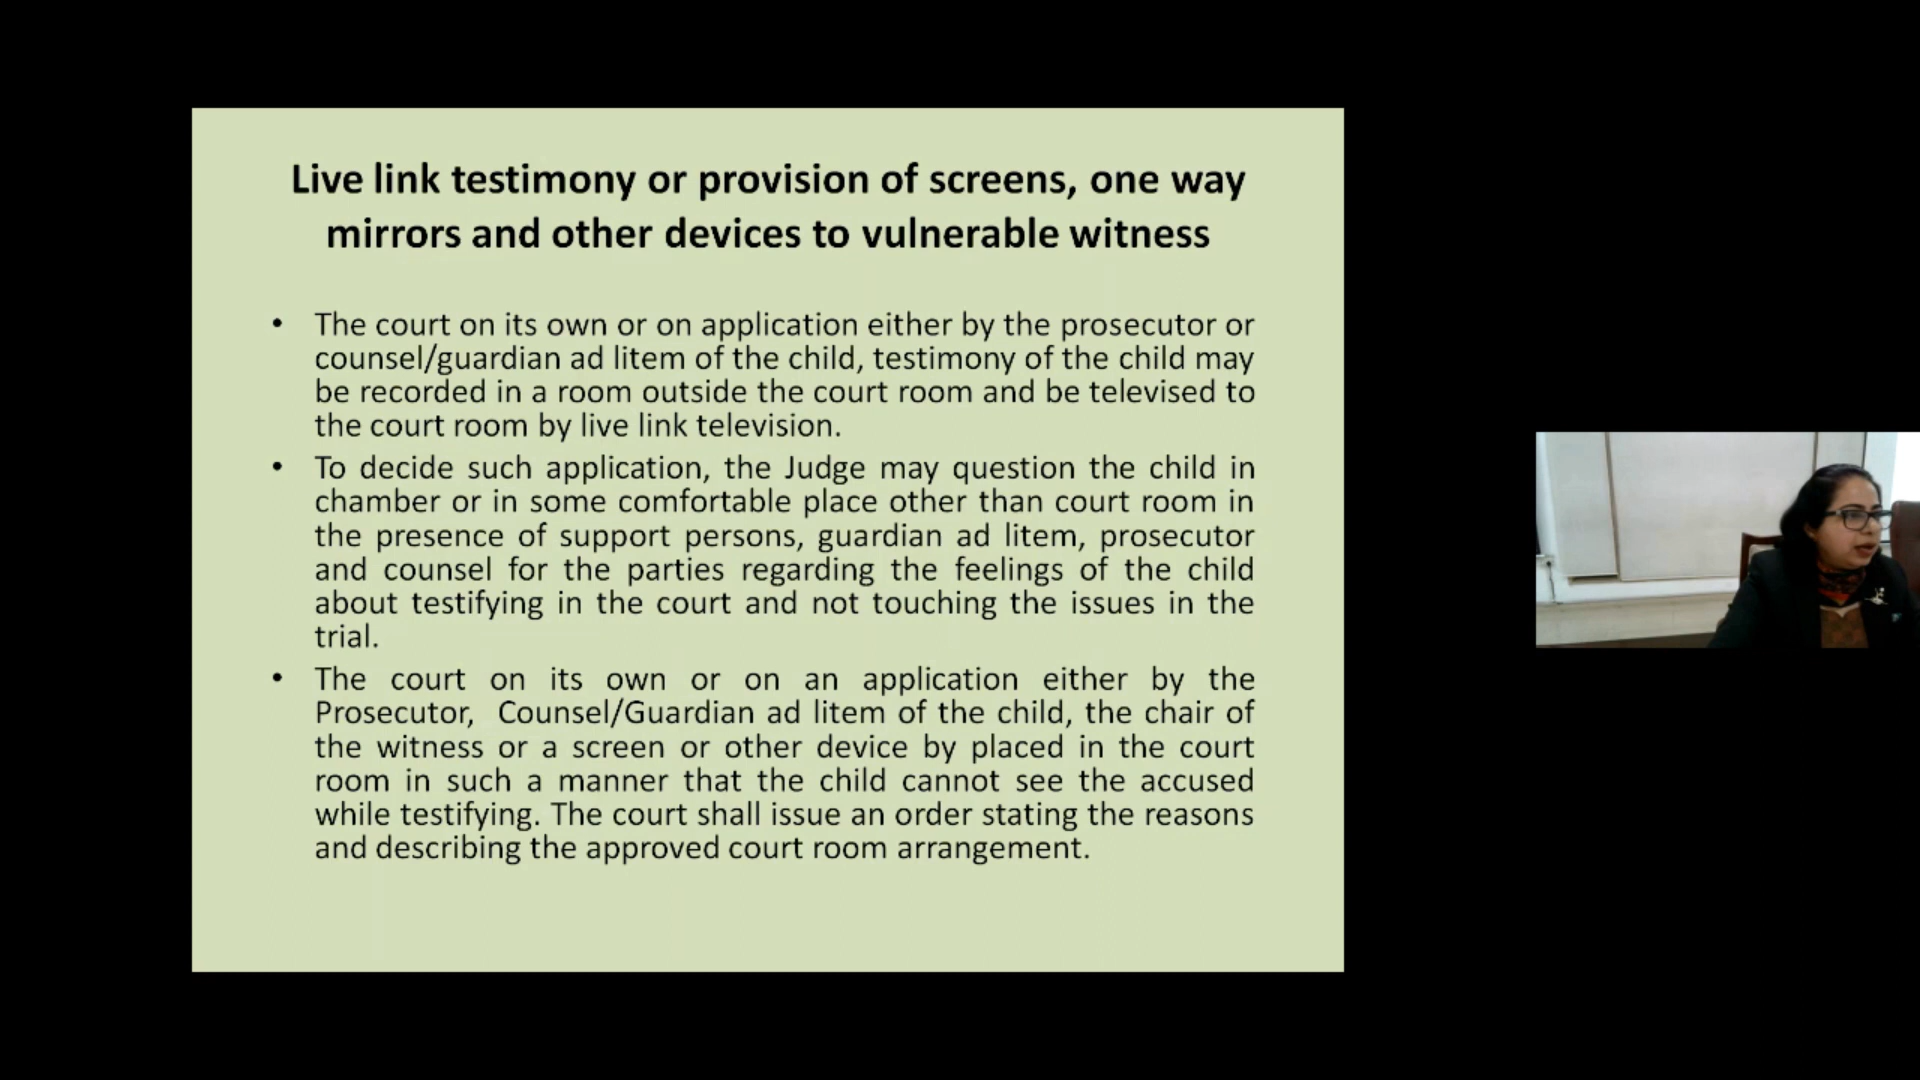 Live link testimony or provision of screens, one way
mirrors and other devices to vulnerable witness
• The court on its own or on application either by the prosecutor or
counsel/guardian ad litem of the child, testimony of the child may
be recorded in a room outside the court room and be televised to
the court room by live link television.
• To decide such application, the Judge may question the child in
chamber or in some comfortable place other than court room in
the presence of support persons, guardian ad litem, prosecutor
and counsel for the parties regarding the feelings of the child
about testifying in the court and not touching the issues in the
trial.
• The court on its own or on an application either by the
Prosecutor, Counsel/Guardian ad litem of the child, the chair of
the witness or a screen or other device by placed in the court
room in such a manner that the child cannot see the accused
while testifying. The court shall issue an order stating the reasons
and describing the approved court room arrangement.